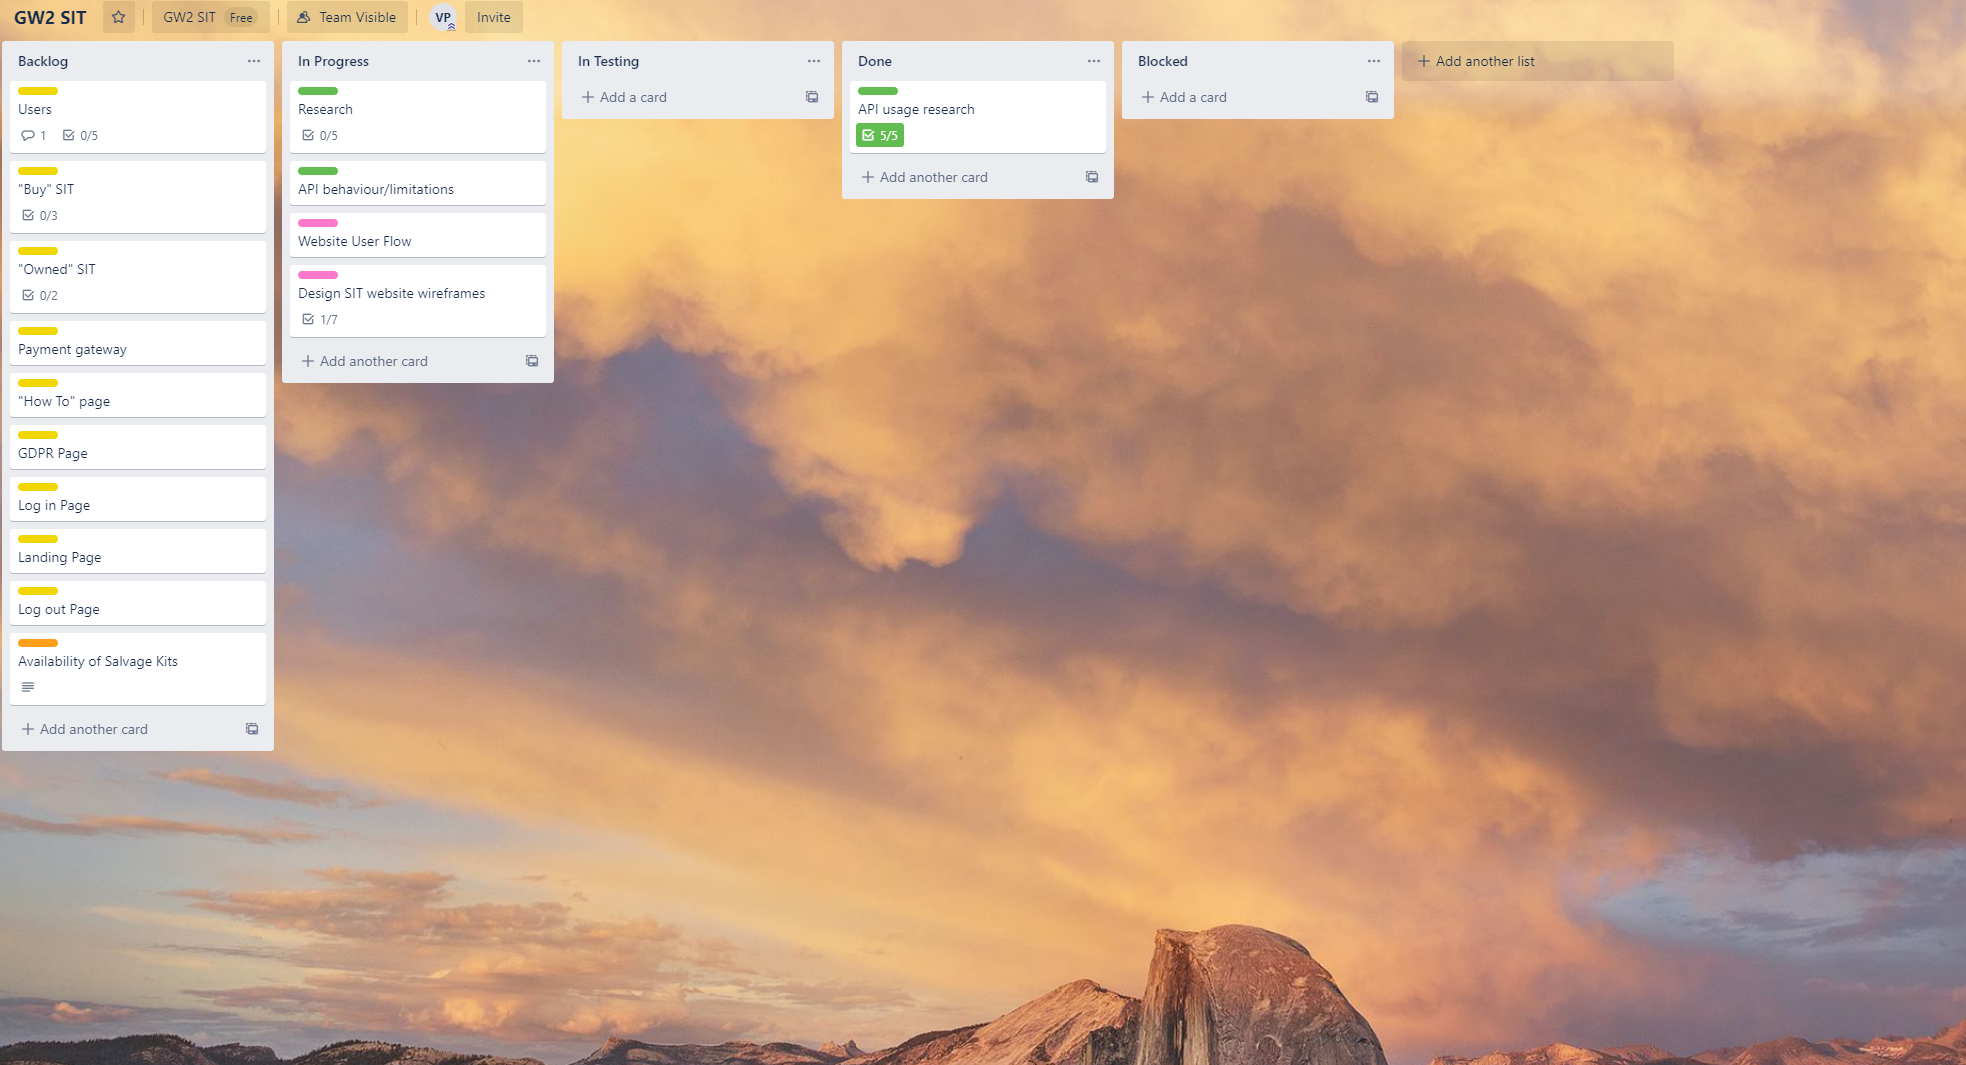 GW2 SIT
GW2 SIT Free
Team Visible
VP
Invite
Backlog
Users
1 0/5
"Buy" SIT
0/3
"Owned" SIT
0/2
Payment gateway
"How To" page
GDPR Page
Log in Page
Landing Page
Log out Page
Availability of Salvage Kits
+ Add another card
In Progress
Research
0/5
API behaviour/limitations
Website User Flow
Design SIT website wireframes
1/7
+ Add another card
In Testing
+ Add a card
Done
API usage research
5/5
+ Add another card
Blocked
+ Add a card
+ Add another list